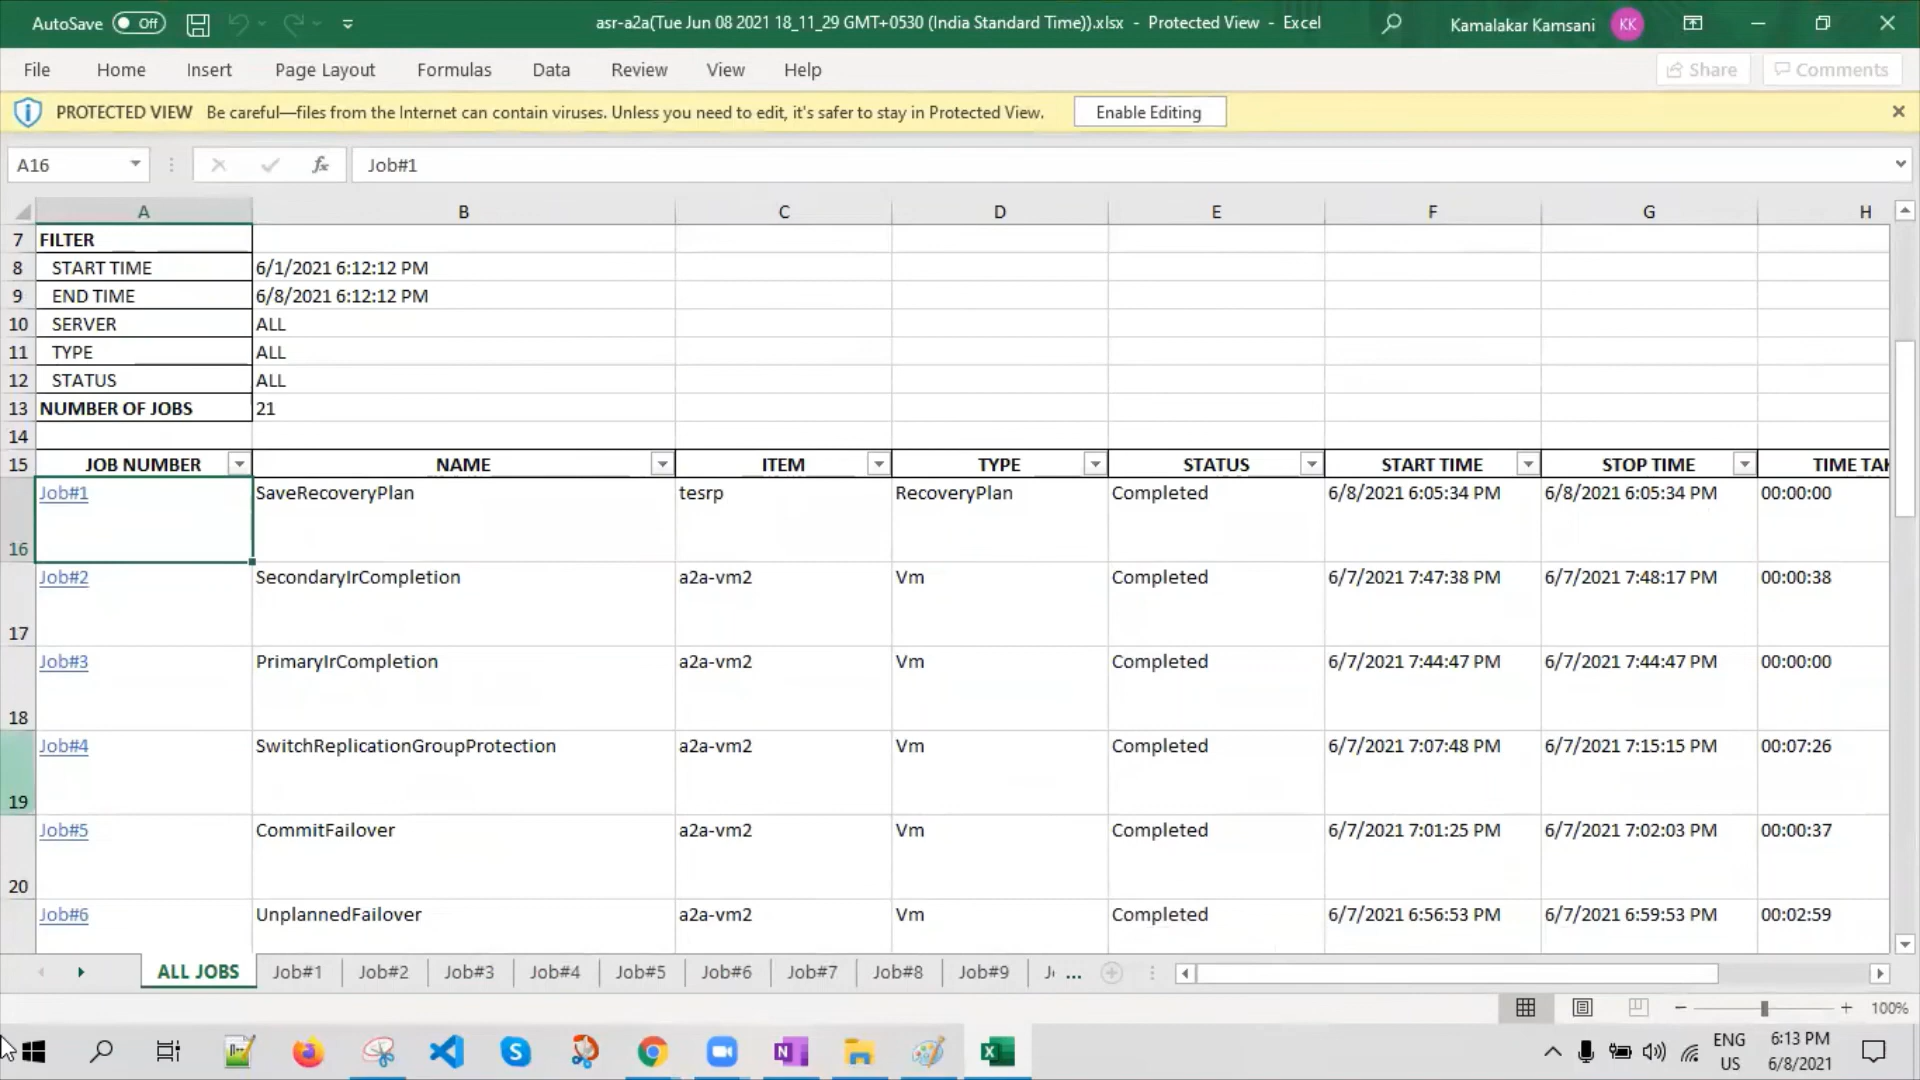 AutoSave Off asr-a2a(Tue Jun 08 2021 18_11_29 GMT+0530 (India Standard Time)).xlsx - Protected View - Excel Kamalakar Kamsani KK
File Home Insert Page Layout Formulas Data Review View Help Share Comments
PROTECTED VIEW Be careful—files from the Internet can contain viruses. Unless you need to edit, it's safer to stay in Protected View. Enable Editing
A16 fx Job#1
A B C D E F G H
7 FILTER
8 START TIME 6/1/2021 6:12:12 PM
9 END TIME 6/8/2021 6:12:12 PM
10 SERVER ALL
11 TYPE ALL
12 STATUS ALL
13 NUMBER OF JOBS 21
14
15 JOB NUMBER NAME ITEM TYPE STATUS START TIME STOP TIME TIME TAK
Job#1 SaveRecoveryPlan tesrp RecoveryPlan Completed 6/8/2021 6:05:34 PM 6/8/2021 6:05:34 PM 00:00:00
16
Job#2 SecondaryIrCompletion a2a-vm2 Vm Completed 6/7/2021 7:47:38 PM 6/7/2021 7:48:17 PM 00:00:38
17
Job#3 PrimaryIrCompletion a2a-vm2 Vm Completed 6/7/2021 7:44:47 PM 6/7/2021 7:44:47 PM 00:00:00
18
Job#4 SwitchReplicationGroupProtection a2a-vm2 Vm Completed 6/7/2021 7:07:48 PM 6/7/2021 7:15:15 PM 00:07:26
19
Job#5 CommitFailover a2a-vm2 Vm Completed 6/7/2021 7:01:25 PM 6/7/2021 7:02:03 PM 00:00:37
20
Job#6 UnplannedFailover a2a-vm2 Vm Completed 6/7/2021 6:56:53 PM 6/7/2021 6:59:53 PM 00:02:59
ALL JOBS Job#1 Job#2 Job#3 Job#4 Job#5 Job#6 Job#7 Job#8 Job#9 J ...
100%
ENG 6:13 PM
US 6/8/2021